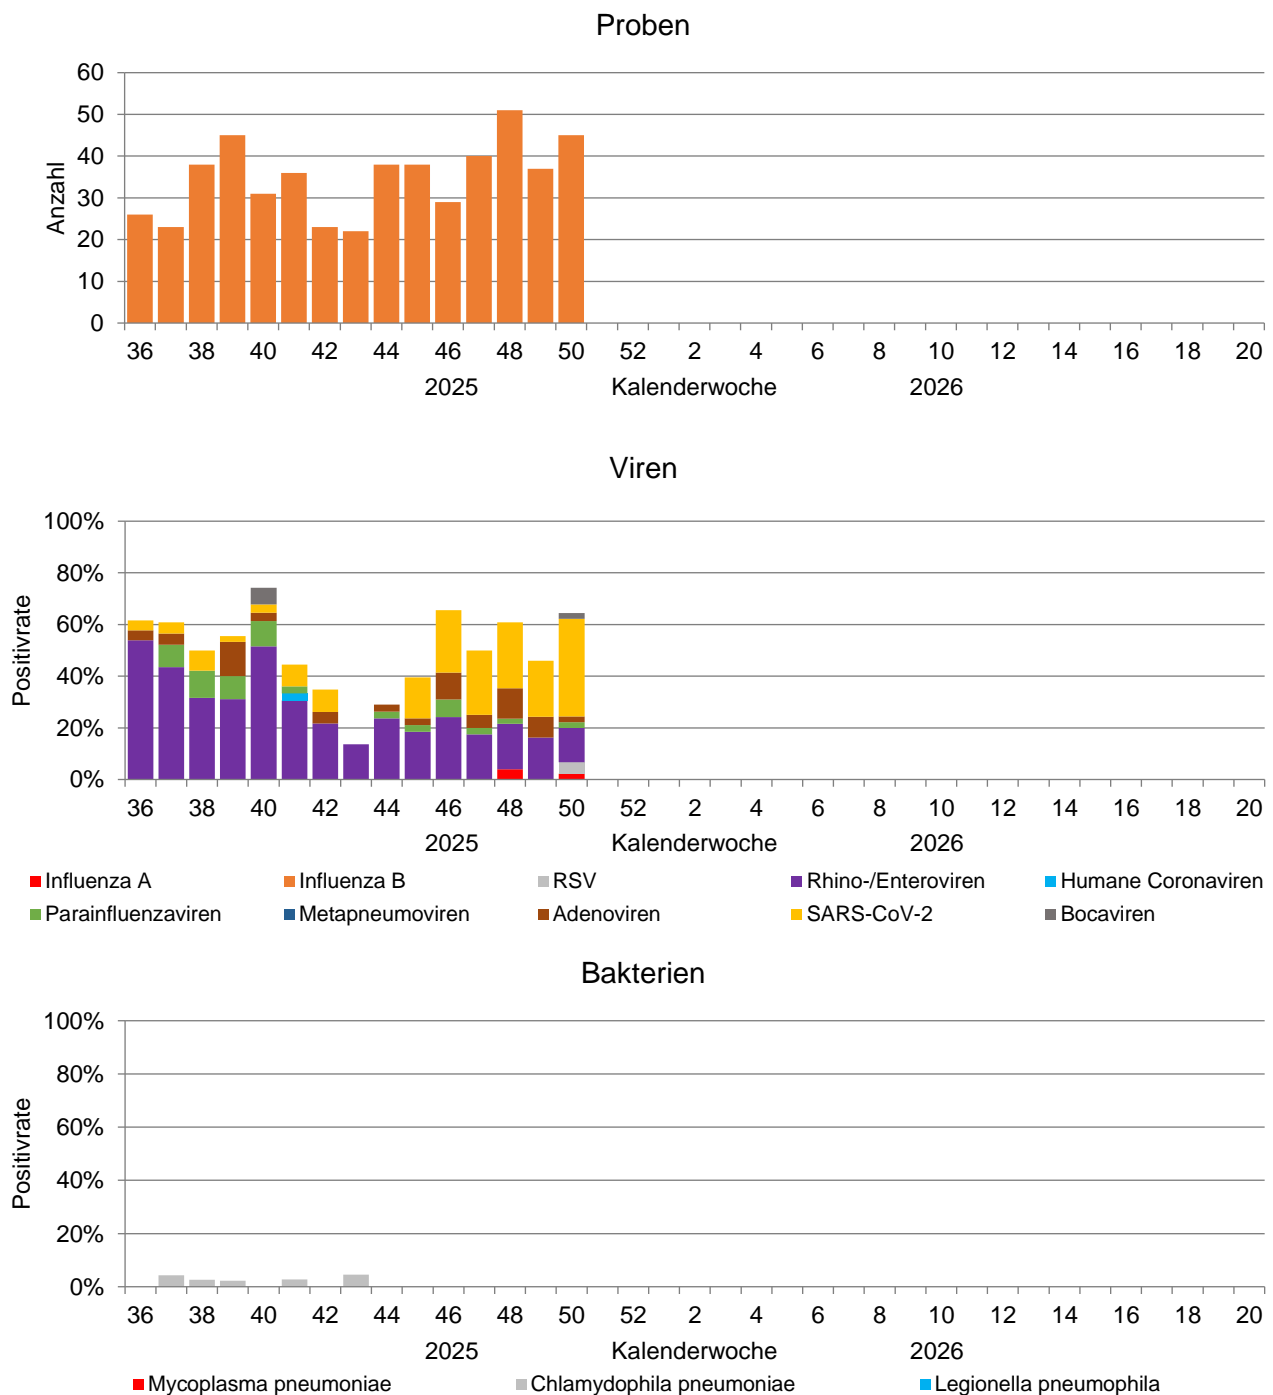 Proben
60
50
40
30
20
10
0
Anzahl
36 38 40 42 44 46 48 50 52 2 4 6 8 10 12 14 16 18 20
2025 Kalenderwoche 2026
Viren
100%
80%
60%
40%
20%
0%
Positivrate
36 38 40 42 44 46 48 50 52 2 4 6 8 10 12 14 16 18 20
2025 Kalenderwoche 2026
Influenza A Influenza B RSV Rhino-/Enteroviren Humane Coronaviren
Parainfluenzaviren Metapneumoviren Adenoviren SARS-CoV-2 Bocaviren
Bakterien
100%
80%
60%
40%
20%
0%
Positivrate
36 38 40 42 44 46 48 50 52 2 4 6 8 10 12 14 16 18 20
2025 Kalenderwoche 2026
Mycoplasma pneumoniae Chlamydophila pneumoniae Legionella pneumophila